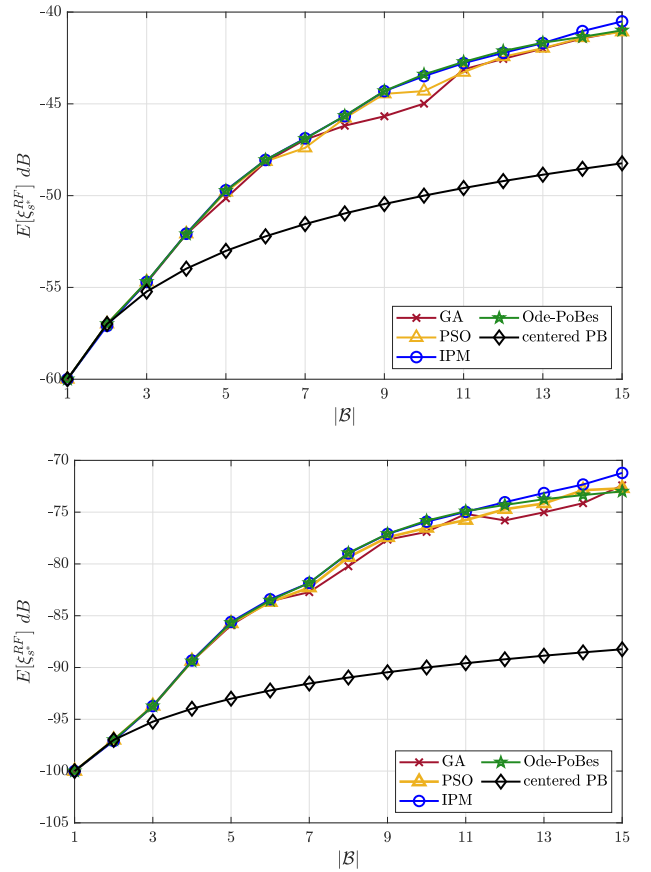 -40
-45
-50
-55
-60
E[ξ_{s*}^{RF}] dB
1 3 5 7 9 11 13 15
|ℬ|
GA
PSO
IPM
Ode-PoBes
centered PB
-70
-75
-80
-85
-90
-95
-100
-105
E[ξ_{s*}^{RF}] dB
1 3 5 7 9 11 13 15
|ℬ|
GA
PSO
IPM
Ode-PoBes
centered PB